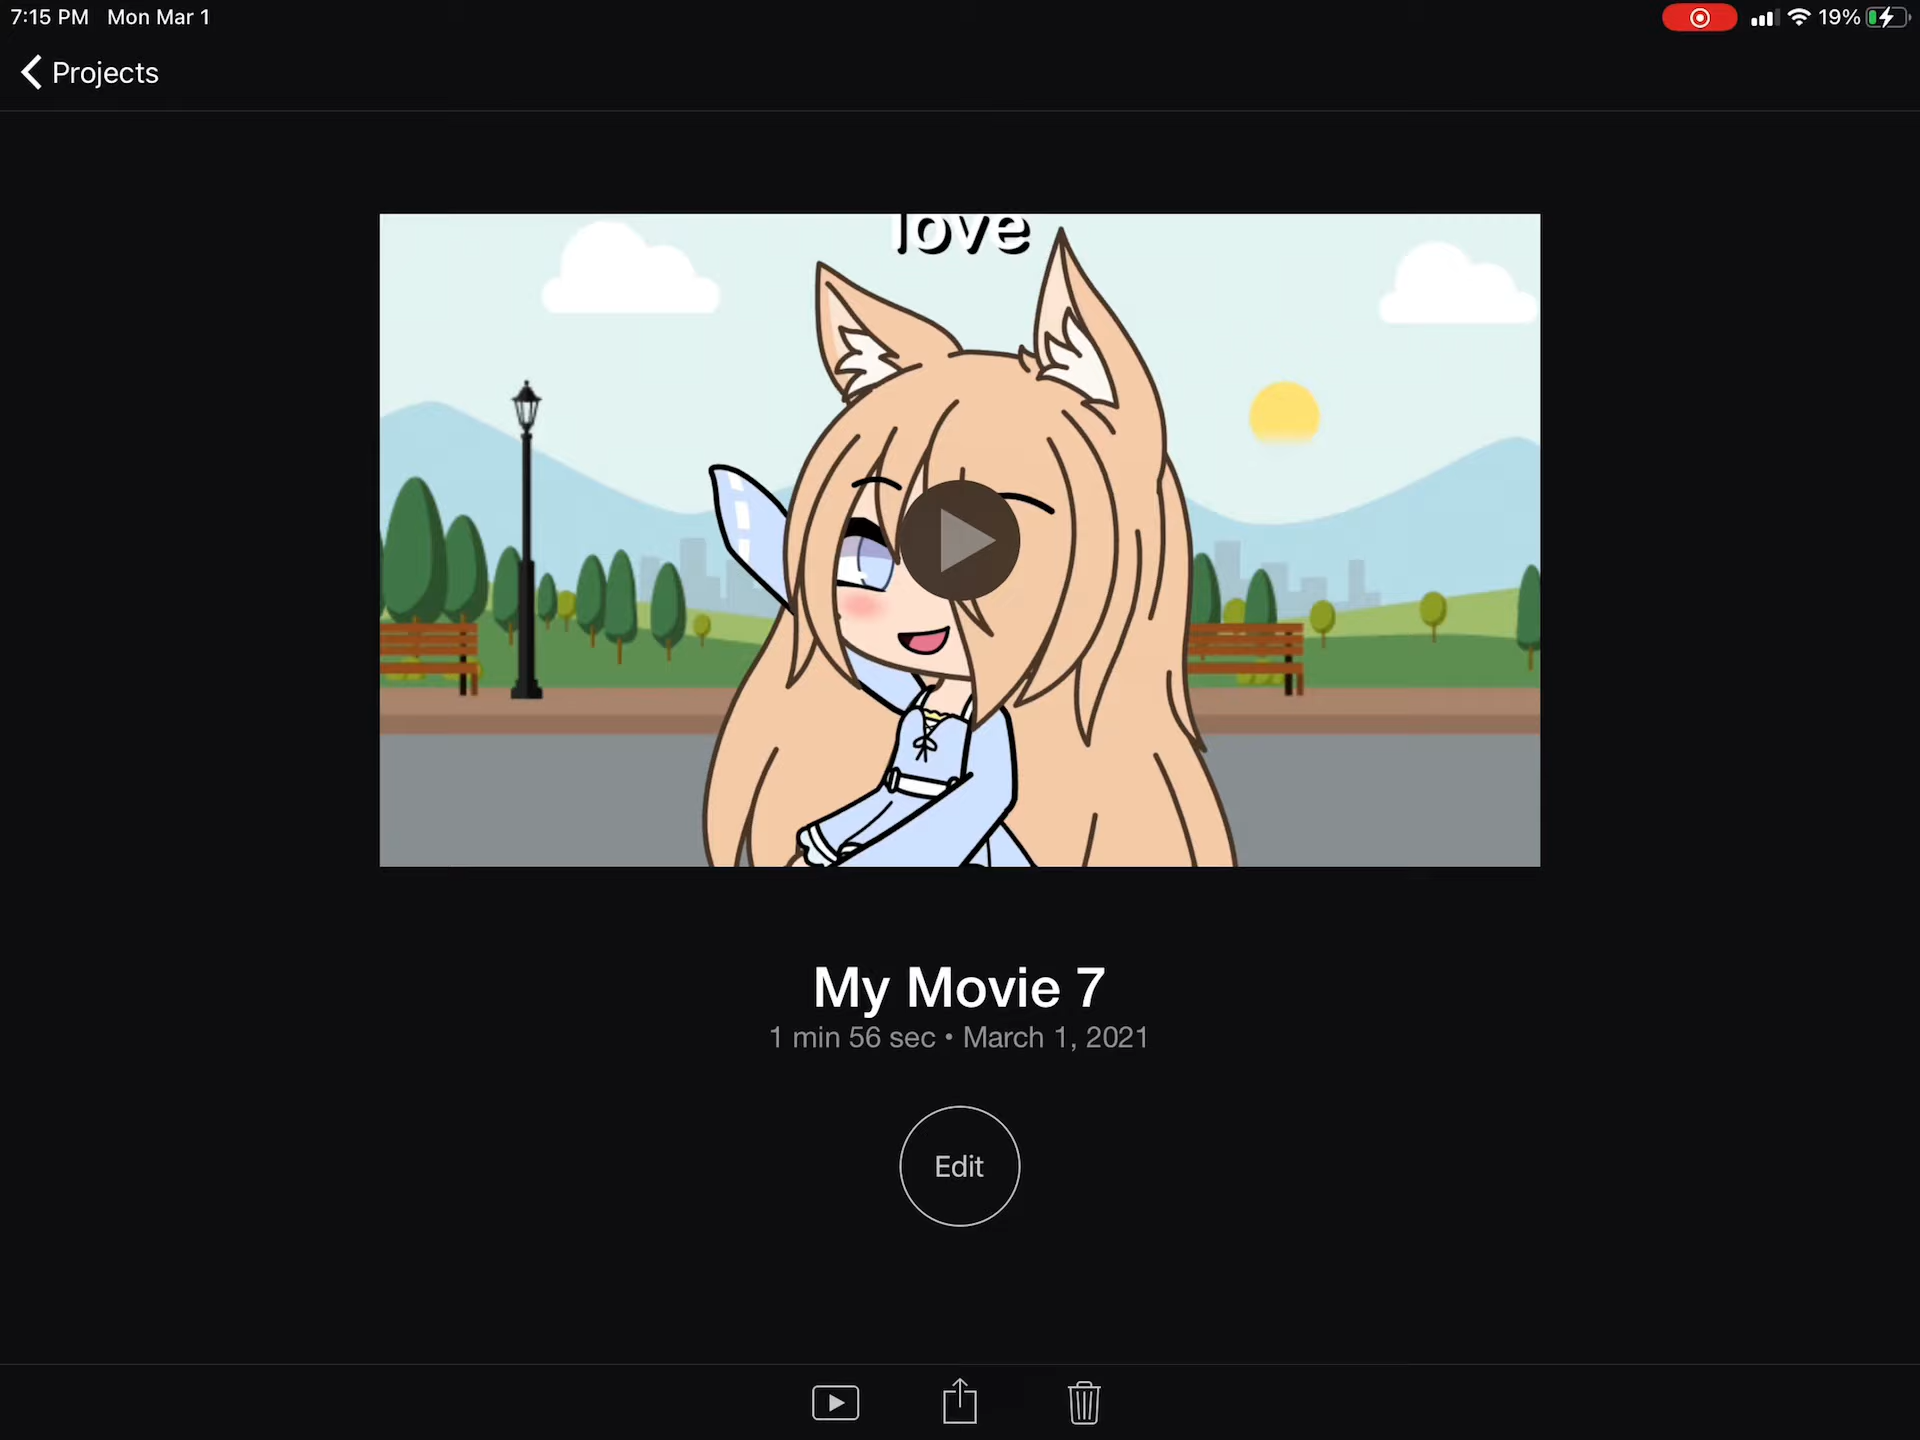 7:15 PM Mon Mar 1
19%
Projects
love
My Movie 7
1 min 56 sec • March 1, 2021
Edit